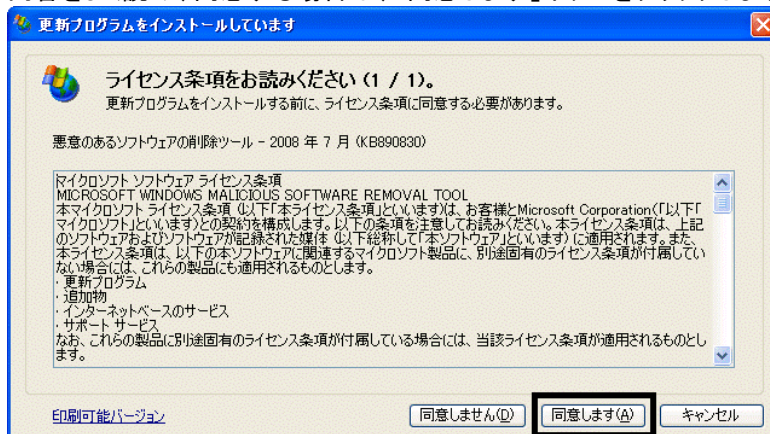 更新プログラムをインストールしています
ライセンス条項をお読みください (1 / 1)。
更新プログラムをインストールする前に、ライセンス条項に同意する必要があります。
悪意のあるソフトウェアの削除ツール - 2008 年 7 月 (KB890830)
マイクロソフト ソフトウェア ライセンス条項
MICROSOFT WINDOWS MALICIOUS SOFTWARE REMOVAL TOOL
本マイクロソフト ライセンス条項 (以下「本ライセンス条項」といいます)は、お客様とMicrosoft Corporation(「以下「
マイクロソフト」といいます)との契約を構成します。以下の条項を注意してお読みください。本ライセンス条項は、上記
のソフトウェアおよびソフトウェアが記録された媒体 (以下総称して「本ソフトウェア」といいます) に適用されます。また、
本ライセンス条項は、以下の本ソフトウェアに関連するマイクロソフト製品に、別途固有のライセンス条項が付属してい
ない場合には、これらの製品にも適用されるものとします。
・更新プログラム
・追加物
・インターネットベースのサービス
・サポート サービス
なお、これらの製品に別途固有のライセンス条項が付属している場合には、当該ライセンス条項が適用されるものとし
ます。
印刷可能バージョン
同意しません(D)
同意します(A)
キャンセル